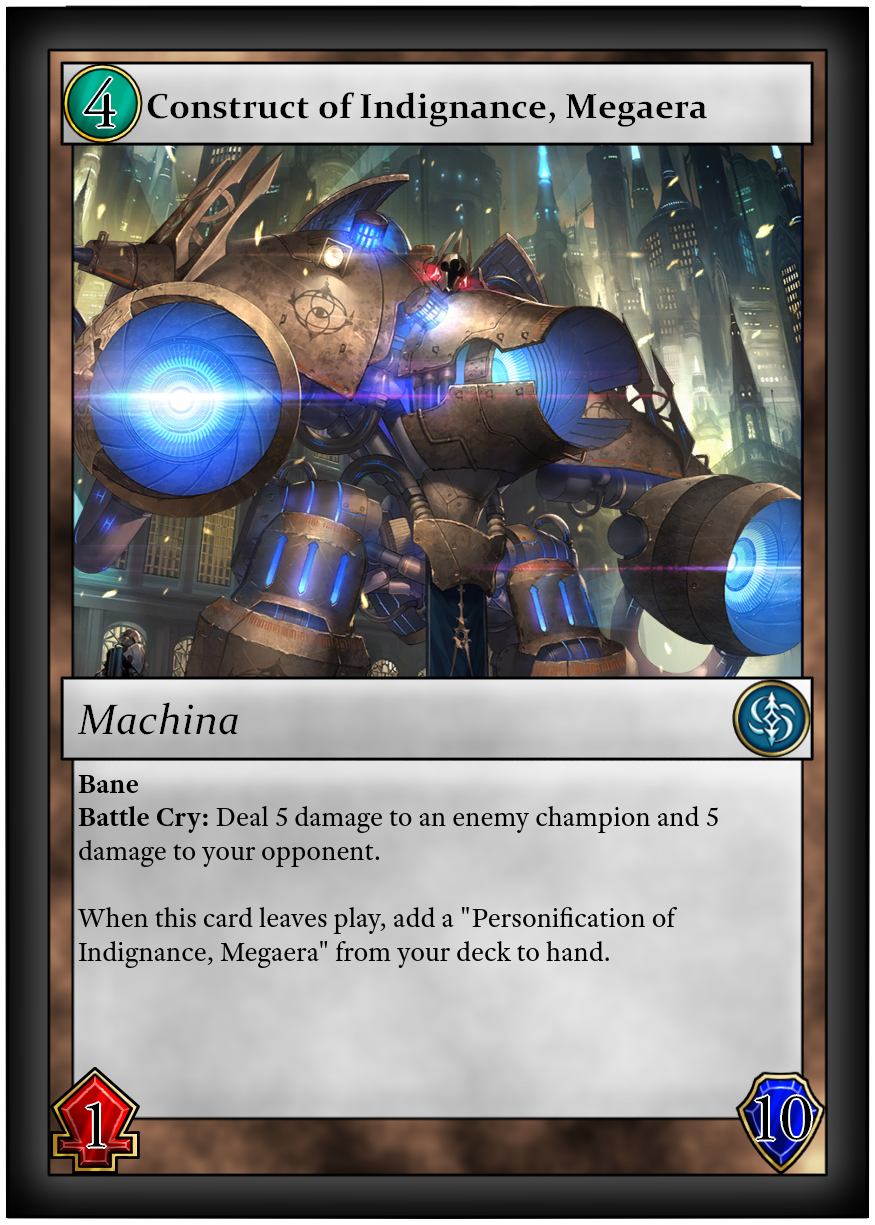 4
Construct of Indignance, Megaera
Machina
Bane
Battle Cry: Deal 5 damage to an enemy champion and 5
damage to your opponent.
When this card leaves play, add a "Personification of
Indignance, Megaera" from your deck to hand.
1
10